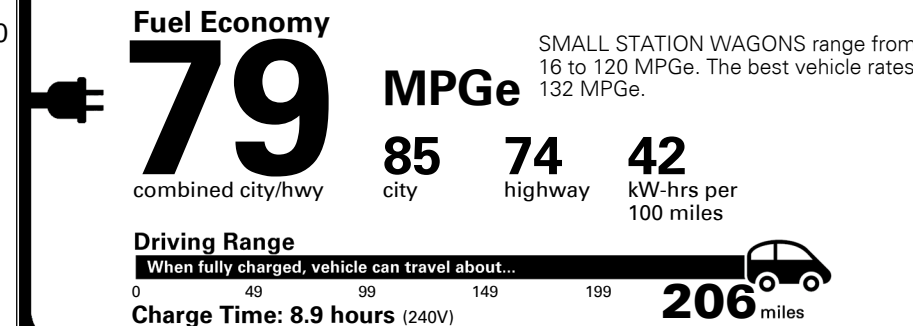 0
Fuel Economy
79
MPGe
SMALL STATION WAGONS range from
16 to 120 MPGe. The best vehicle rates
132 MPGe.
combined city/hwy
85
city
74
highway
42
kW-hrs per
100 miles
Driving Range
When fully charged, vehicle can travel about...
0 49 99 149 199
206 miles
Charge Time: 8.9 hours (240V)